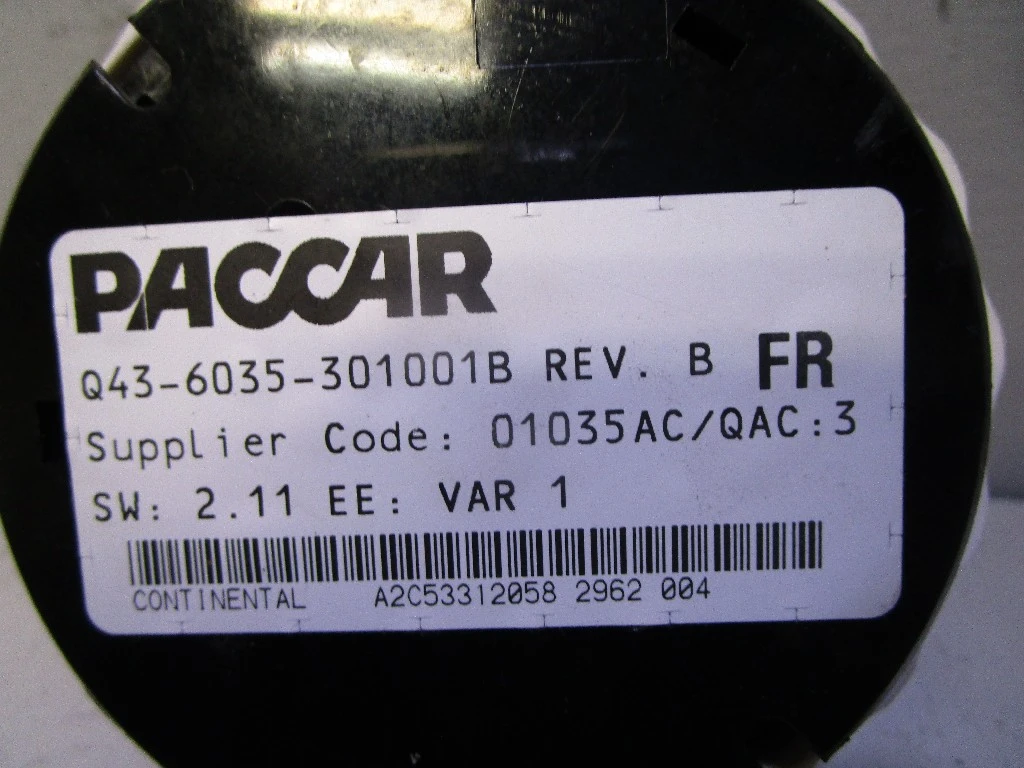 PACCAR
Q43-6035-301001B REV. B FR
Supplier Code: 01035AC/QAC:3
SW: 2.11 EE: VAR 1
CONTINENTAL A2C53312058 2962 004